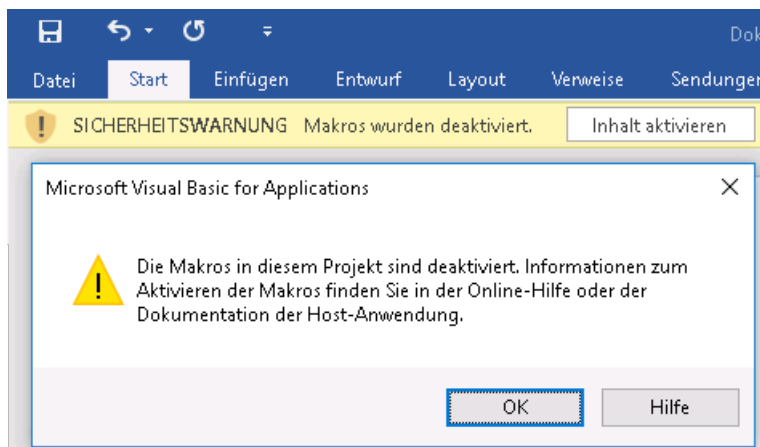 Dok
Datei Start Einfügen Entwurf Layout Verweise Sendungen
SICHERHEITSWARNUNG Makros wurden deaktiviert. Inhalt aktivieren
Microsoft Visual Basic for Applications
Die Makros in diesem Projekt sind deaktiviert. Informationen zum
Aktivieren der Makros finden Sie in der Online-Hilfe oder der
Dokumentation der Host-Anwendung.
OK Hilfe